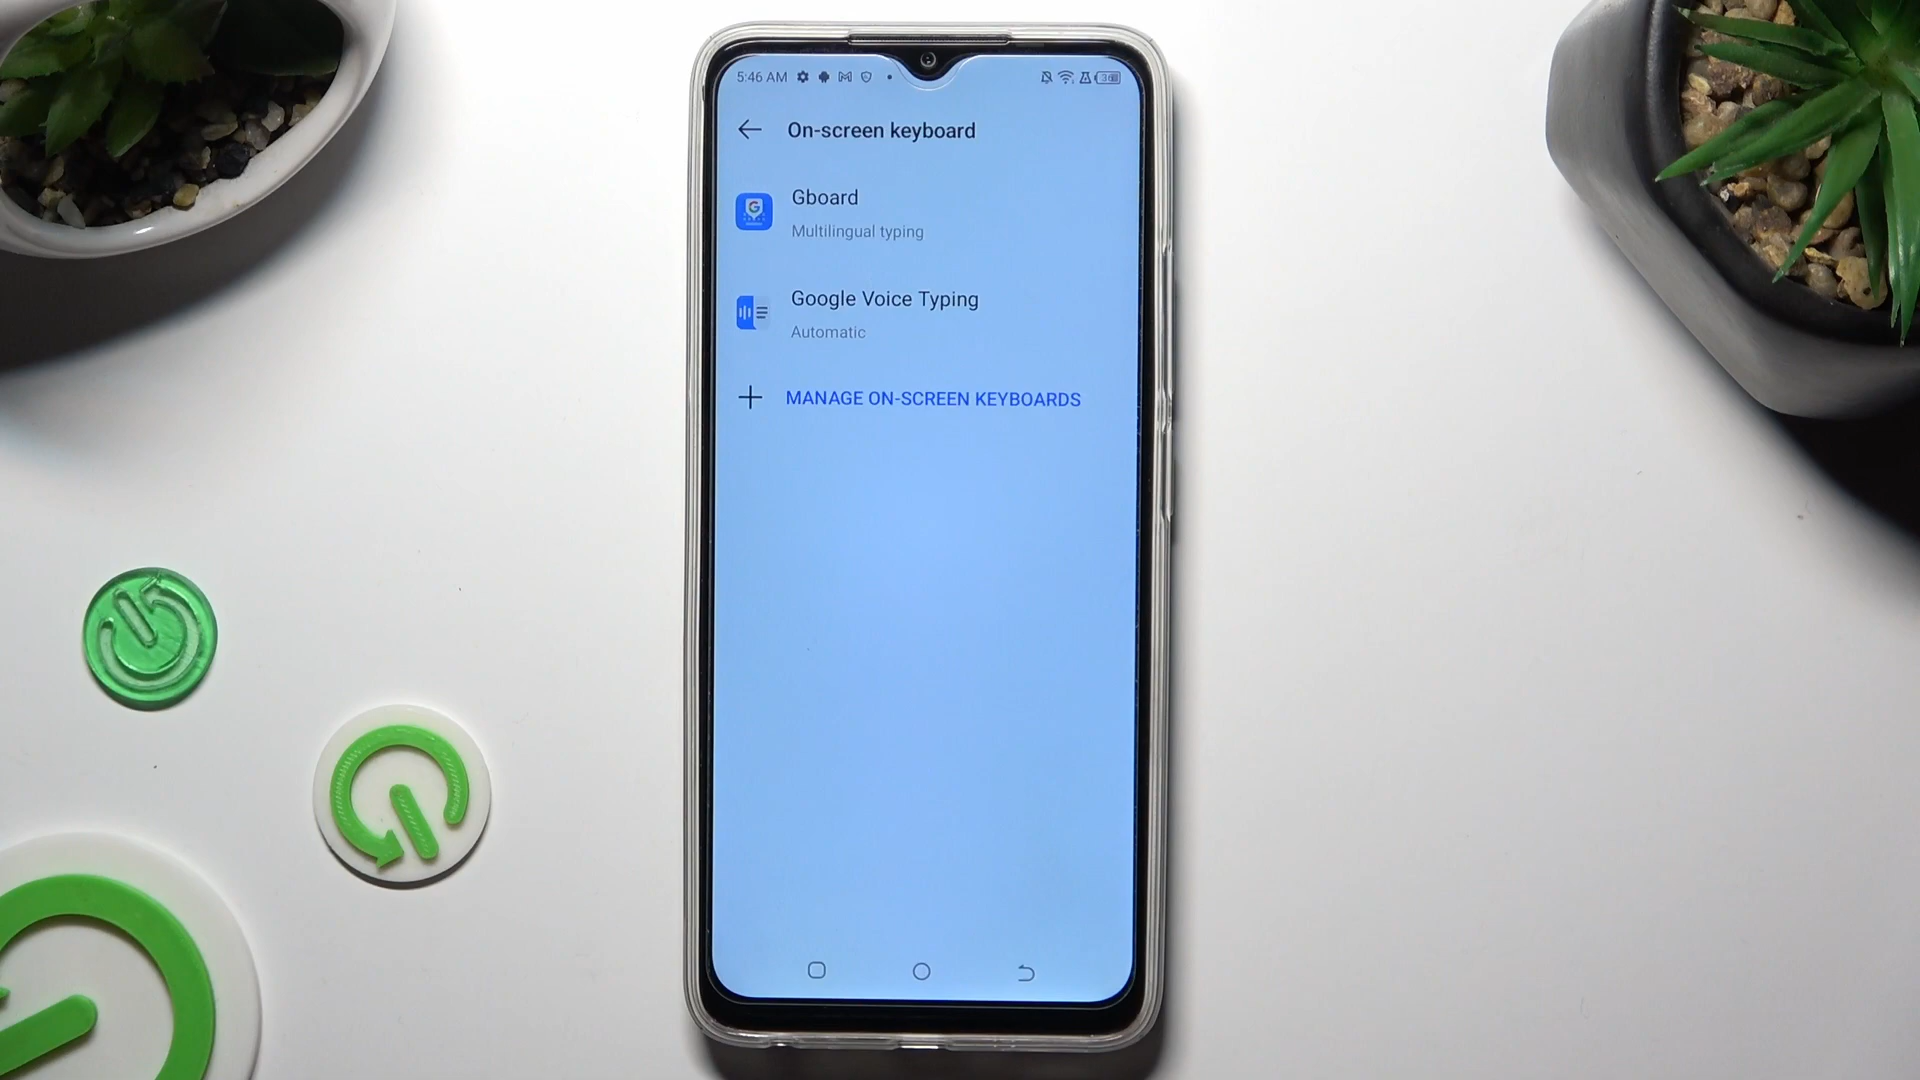 5:46 AM
On-screen keyboard
Gboard
Multilingual typing
Google Voice Typing
Automatic
MANAGE ON-SCREEN KEYBOARDS